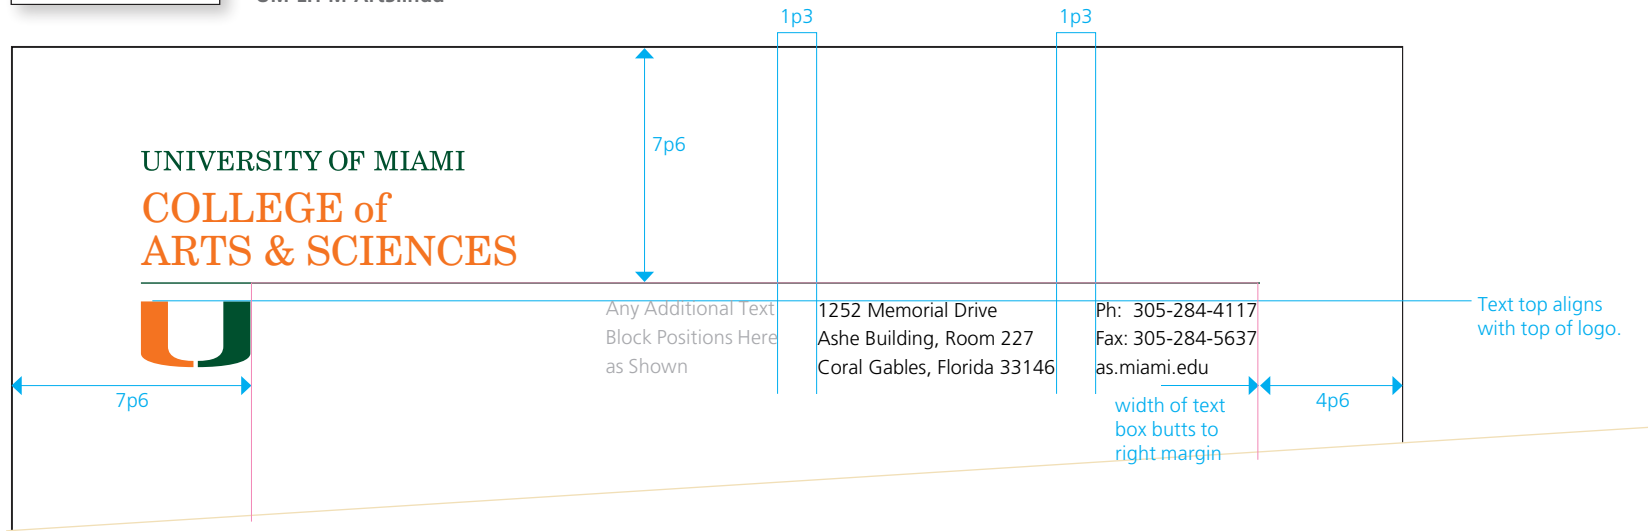 1p3
1p3
7p6
UNIVERSITY OF MIAMI
COLLEGE of
ARTS & SCIENCES
Any Additional Text
Block Positions Here
as Shown
1252 Memorial Drive
Ashe Building, Room 227
Coral Gables, Florida 33146
Ph: 305-284-4117
Fax: 305-284-5637
as.miami.edu
Text top aligns
with top of logo.
7p6
width of text
box butts to
right margin
4p6